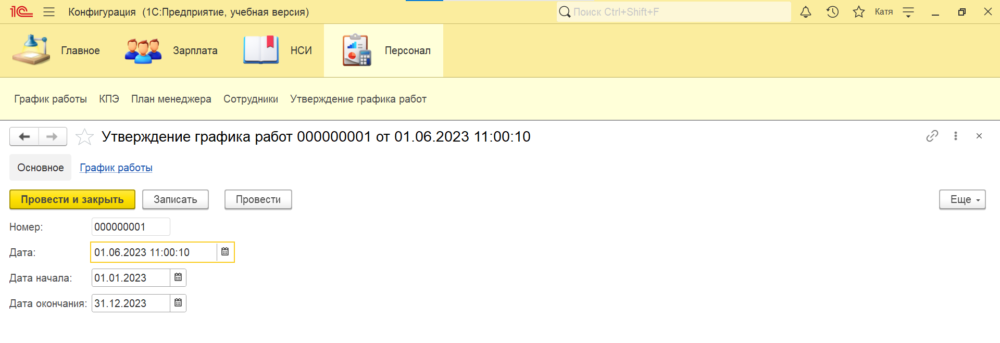 1С Конфигурация (1С:Предприятие, учебная версия) Поиск Ctrl+Shift+F Катя
Главное Зарплата НСИ Персонал
График работы КПЭ План менеджера Сотрудники Утверждение графика работ
Утверждение графика работ 000000001 от 01.06.2023 11:00:10
Основное График работы
Провести и закрыть Записать Провести Еще
Номер: 000000001
Дата: 01.06.2023 11:00:10
Дата начала: 01.01.2023
Дата окончания: 31.12.2023